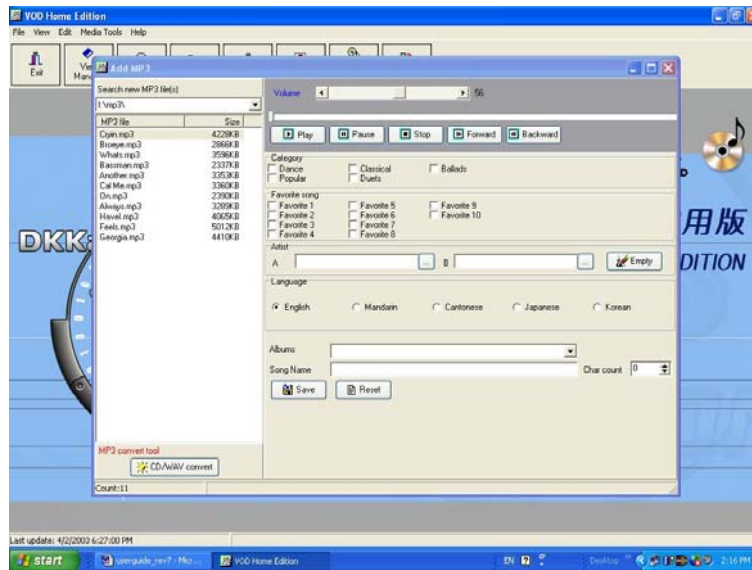 VOD Home Edition
File View Edit Media Tools Help
Exit
Add MP3
Search new MP3 file(s)
I:\mp3\
MP3 file Size
Cryin.mp3 4228KB
Broeye.mp3 2866KB
Whats.mp3 3596KB
Bassman.mp3 2337KB
Another.mp3 3353KB
Cal Me.mp3 3360KB
On.mp3 2390KB
Always.mp3 3289KB
Havel.mp3 4065KB
Feels.mp3 5012KB
Georgia.mp3 4410KB
MP3 convert tool
CD/WAV convert
Count:11
Volume 56
Play Pause Stop Forward Backward
Category
Dance Classical Ballads
Popular Duets
Favorite song
Favorite 1 Favorite 5 Favorite 9
Favorite 2 Favorite 6 Favorite 10
Favorite 3 Favorite 7
Favorite 4 Favorite 8
Artist
A ... B ... Empty
Language
English Mandarin Cantonese Japanese Korean
Albums
Song Name Char count 0
Save Reset
DKK
用版
DITION
Last update: 4/2/2003 6:27:00 PM
start userguide_rev7 - Micr... VOD Home Edition EN Desktop 2:16 PM